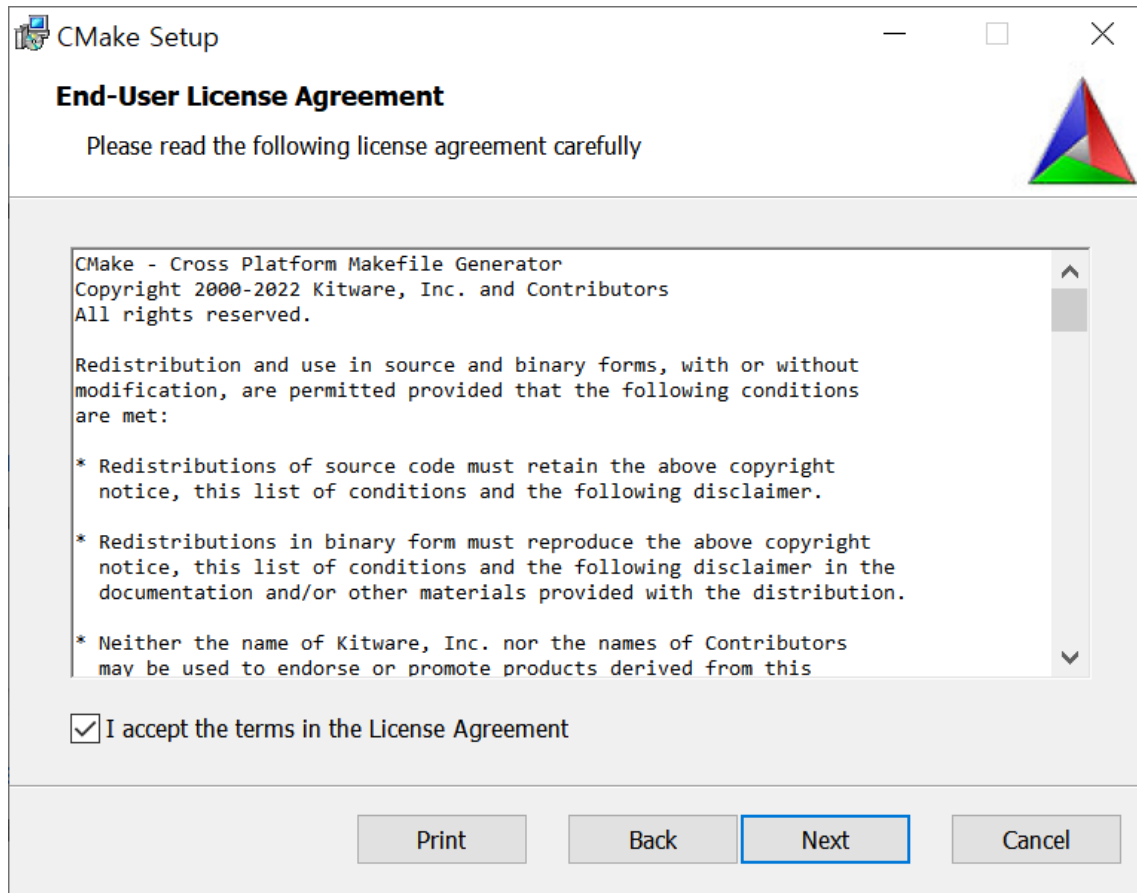 CMake Setup
End-User License Agreement
Please read the following license agreement carefully
CMake - Cross Platform Makefile Generator
Copyright 2000-2022 Kitware, Inc. and Contributors
All rights reserved.
Redistribution and use in source and binary forms, with or without
modification, are permitted provided that the following conditions
are met:
* Redistributions of source code must retain the above copyright
notice, this list of conditions and the following disclaimer.
* Redistributions in binary form must reproduce the above copyright
notice, this list of conditions and the following disclaimer in the
documentation and/or other materials provided with the distribution.
* Neither the name of Kitware, Inc. nor the names of Contributors
may be used to endorse or promote products derived from this
I accept the terms in the License Agreement
Print
Back
Next
Cancel